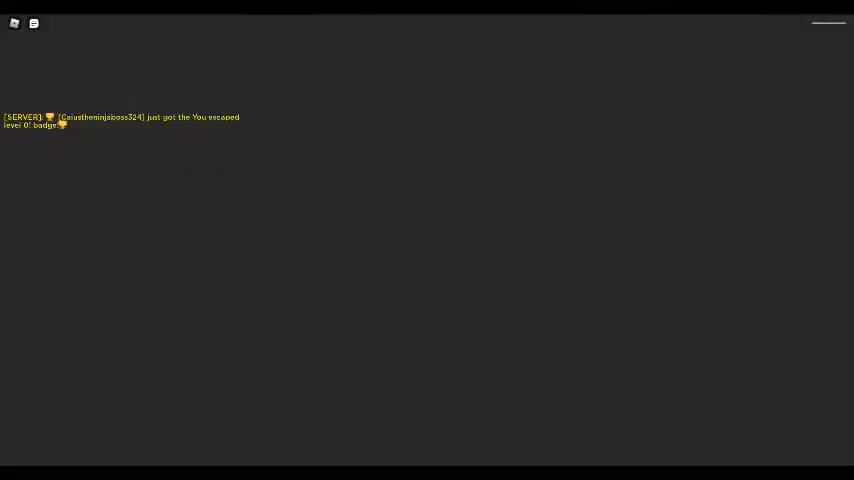 [SERVER]: 🏆 [Caiustheninjaboss324] just got the You escaped
level 0! badge🏆